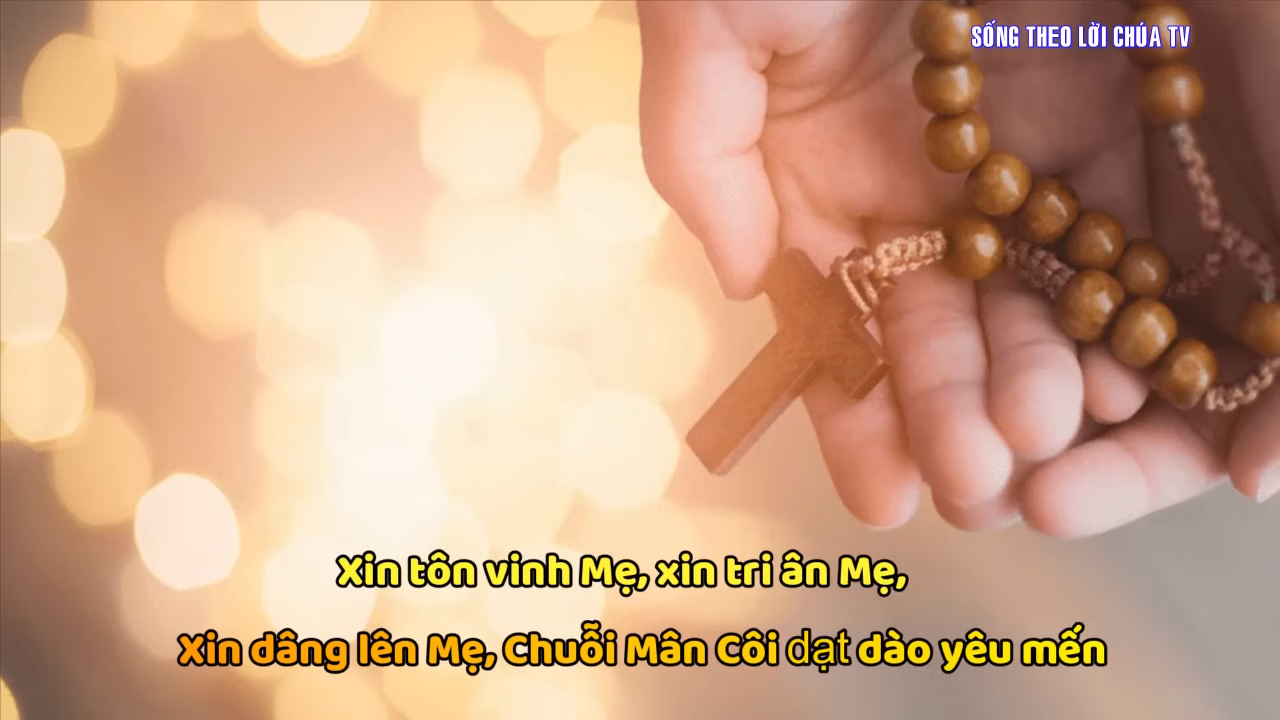 SỐNG THEO LỜI CHÚA TV
Xin tôn vinh Mẹ, xin tri ân Mẹ,
Xin dâng lên Mẹ, Chuỗi Mân Côi dạt dào yêu mến